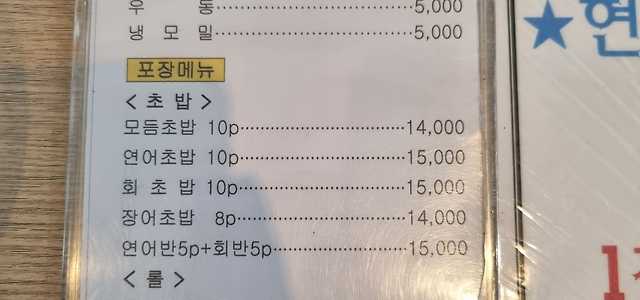 우 동 5,000
냉 모 밀 5,000
포장메뉴
< 초 밥 >
모듬초밥 10p 14,000
연어초밥 10p 15,000
회 초 밥 10p 15,000
장어초밥 8p 14,000
연어반5p+회반5p 15,000
< 롤 >
★현